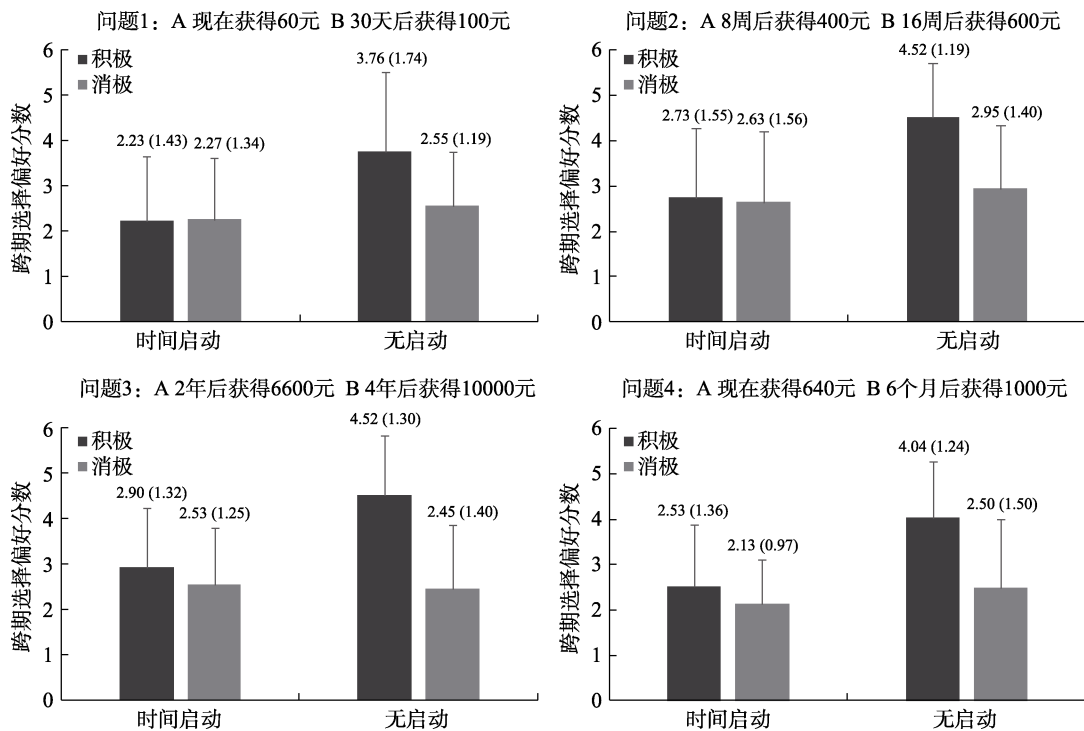 问题1：A 现在获得60元 B 30天后获得100元
跨期选择偏好分数
6
5
4
3
2
1
0
积极
消极
2.23 (1.43)
2.27 (1.34)
3.76 (1.74)
2.55 (1.19)
时间启动
无启动
问题2：A 8周后获得400元 B 16周后获得600元
跨期选择偏好分数
6
5
4
3
2
1
0
积极
消极
2.73 (1.55)
2.63 (1.56)
4.52 (1.19)
2.95 (1.40)
时间启动
无启动
问题3：A 2年后获得6600元 B 4年后获得10000元
跨期选择偏好分数
6
5
4
3
2
1
0
积极
消极
2.90 (1.32)
2.53 (1.25)
4.52 (1.30)
2.45 (1.40)
时间启动
无启动
问题4：A 现在获得640元 B 6个月后获得1000元
跨期选择偏好分数
6
5
4
3
2
1
0
积极
消极
2.53 (1.36)
2.13 (0.97)
4.04 (1.24)
2.50 (1.50)
时间启动
无启动